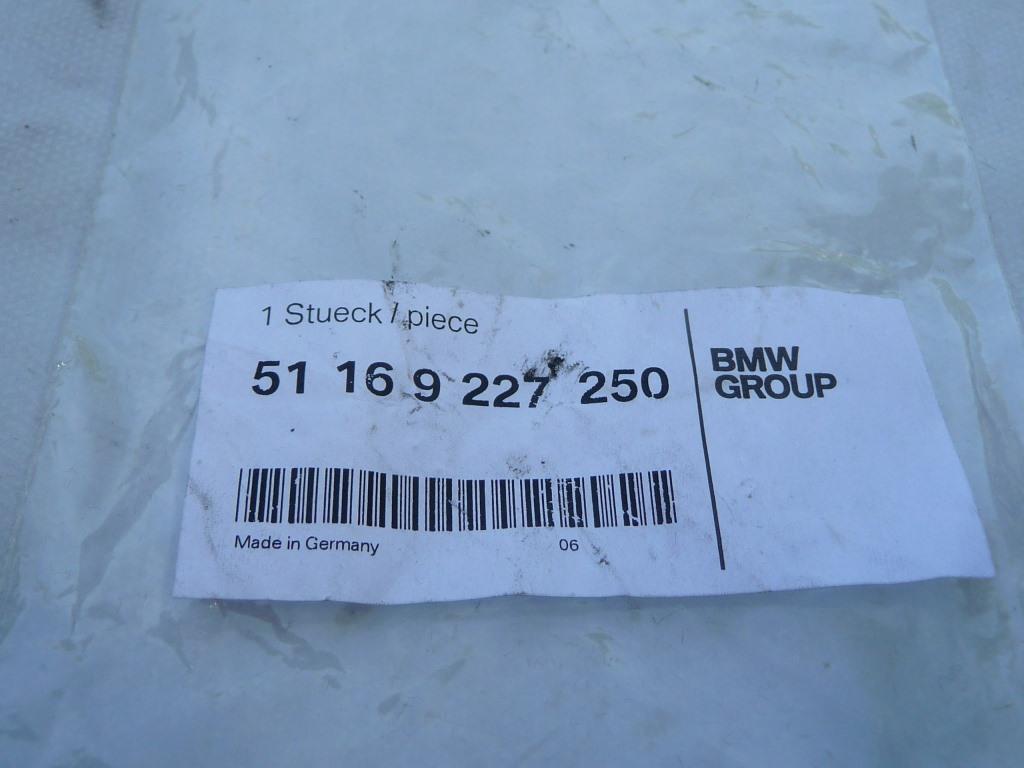 1 Stueck / piece
51 16 9 227 250
BMW
GROUP
Made in Germany 06